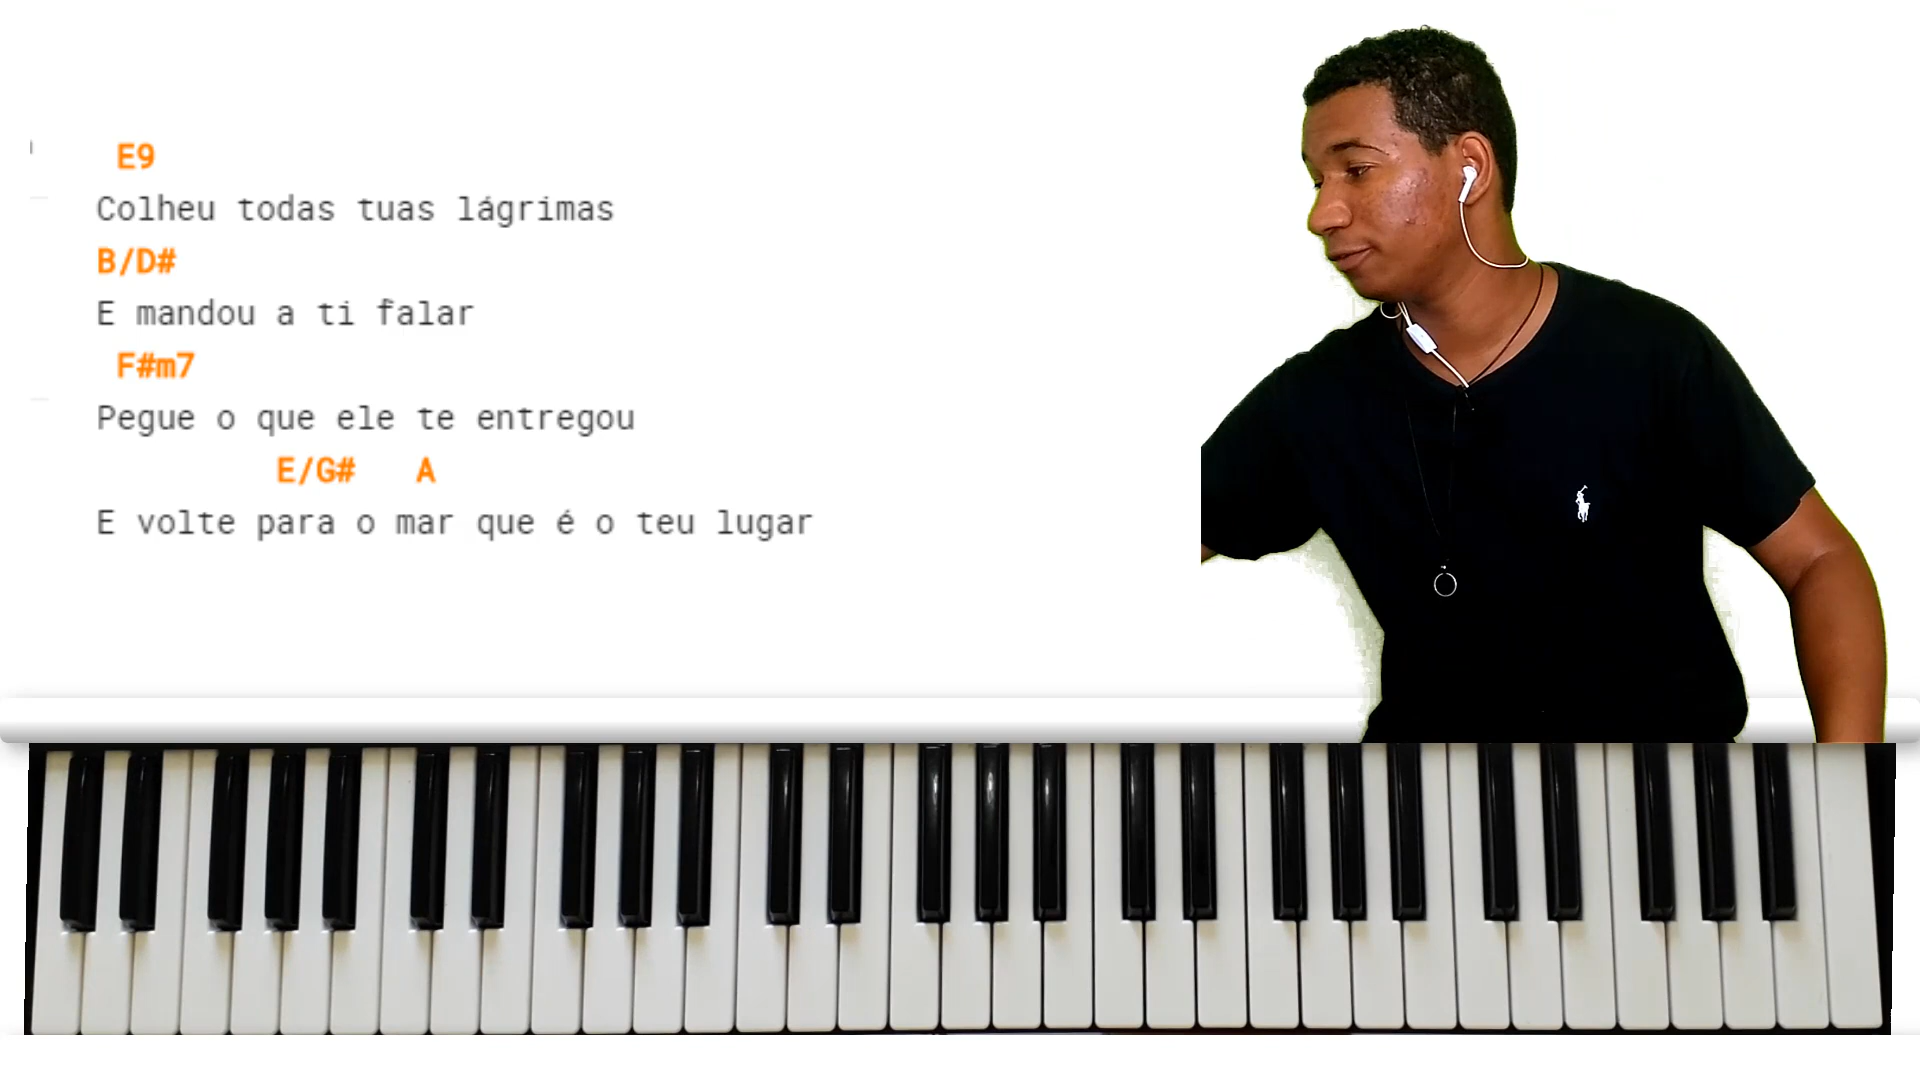 E9
Colheu todas tuas lágrimas
B/D#
E mandou a ti falar
F#m7
Pegue o que ele te entregou
E/G# A
E volte para o mar que é o teu lugar